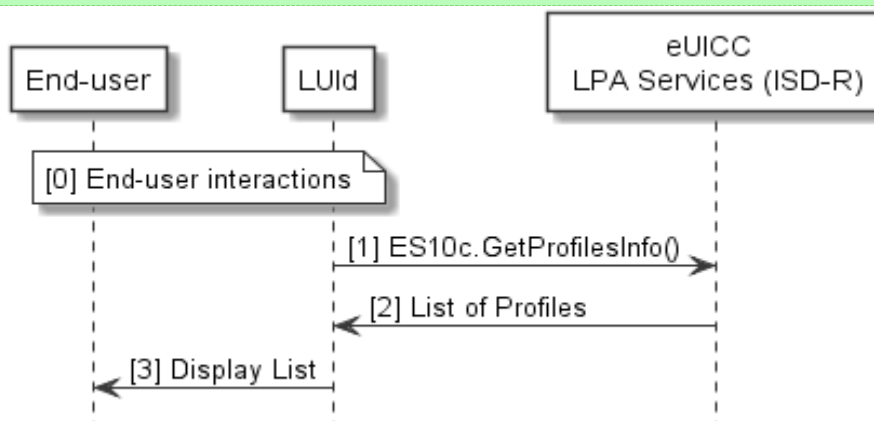 End-user
LUId
eUICC
LPA Services (ISD-R)
[0] End-user interactions
[1] ES10c.GetProfilesInfo()
[2] List of Profiles
[3] Display List